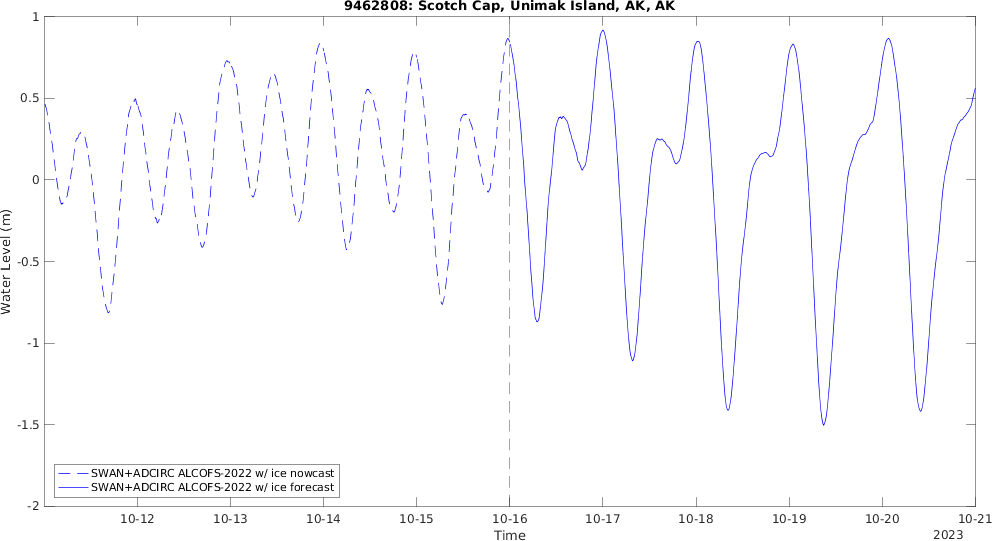 9462808: Scotch Cap, Unimak Island, AK, AK
Water Level (m)
1
0.5
0
-0.5
-1
-1.5
-2
SWAN+ADCIRC ALCOFS-2022 w/ ice nowcast
SWAN+ADCIRC ALCOFS-2022 w/ ice forecast
10-12 10-13 10-14 10-15 10-16 10-17 10-18 10-19 10-20 10-21
Time
2023